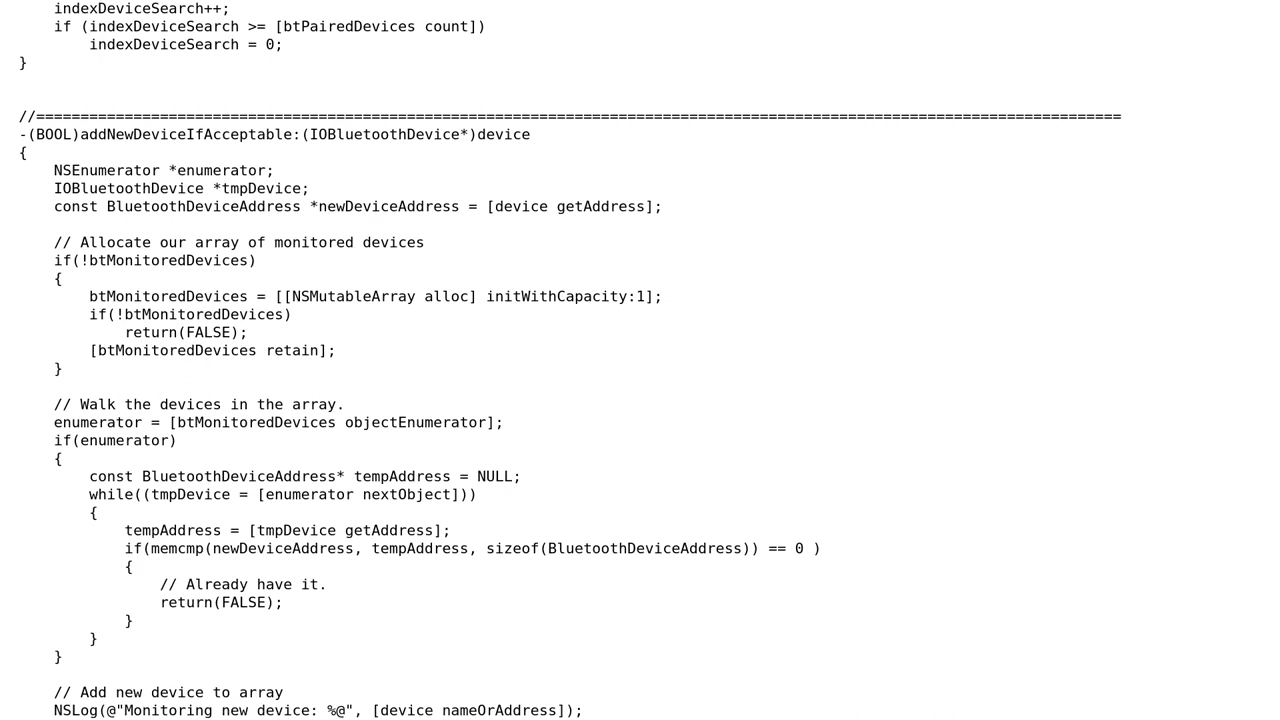 indexDeviceSearch++;
    if (indexDeviceSearch >= [btPairedDevices count])
        indexDeviceSearch = 0;
}


//===========================================================================================================================
-(BOOL)addNewDeviceIfAcceptable:(IOBluetoothDevice*)device
{
    NSEnumerator *enumerator;
    IOBluetoothDevice *tmpDevice;
    const BluetoothDeviceAddress *newDeviceAddress = [device getAddress];

    // Allocate our array of monitored devices
    if(!btMonitoredDevices)
    {
        btMonitoredDevices = [[NSMutableArray alloc] initWithCapacity:1];
        if(!btMonitoredDevices)
            return(FALSE);
        [btMonitoredDevices retain];
    }

    // Walk the devices in the array.
    enumerator = [btMonitoredDevices objectEnumerator];
    if(enumerator)
    {
        const BluetoothDeviceAddress* tempAddress = NULL;
        while((tmpDevice = [enumerator nextObject]))
        {
            tempAddress = [tmpDevice getAddress];
            if(memcmp(newDeviceAddress, tempAddress, sizeof(BluetoothDeviceAddress)) == 0 )
            {
                // Already have it.
                return(FALSE);
            }
        }
    }

    // Add new device to array
    NSLog(@"Monitoring new device: %@", [device nameOrAddress]);